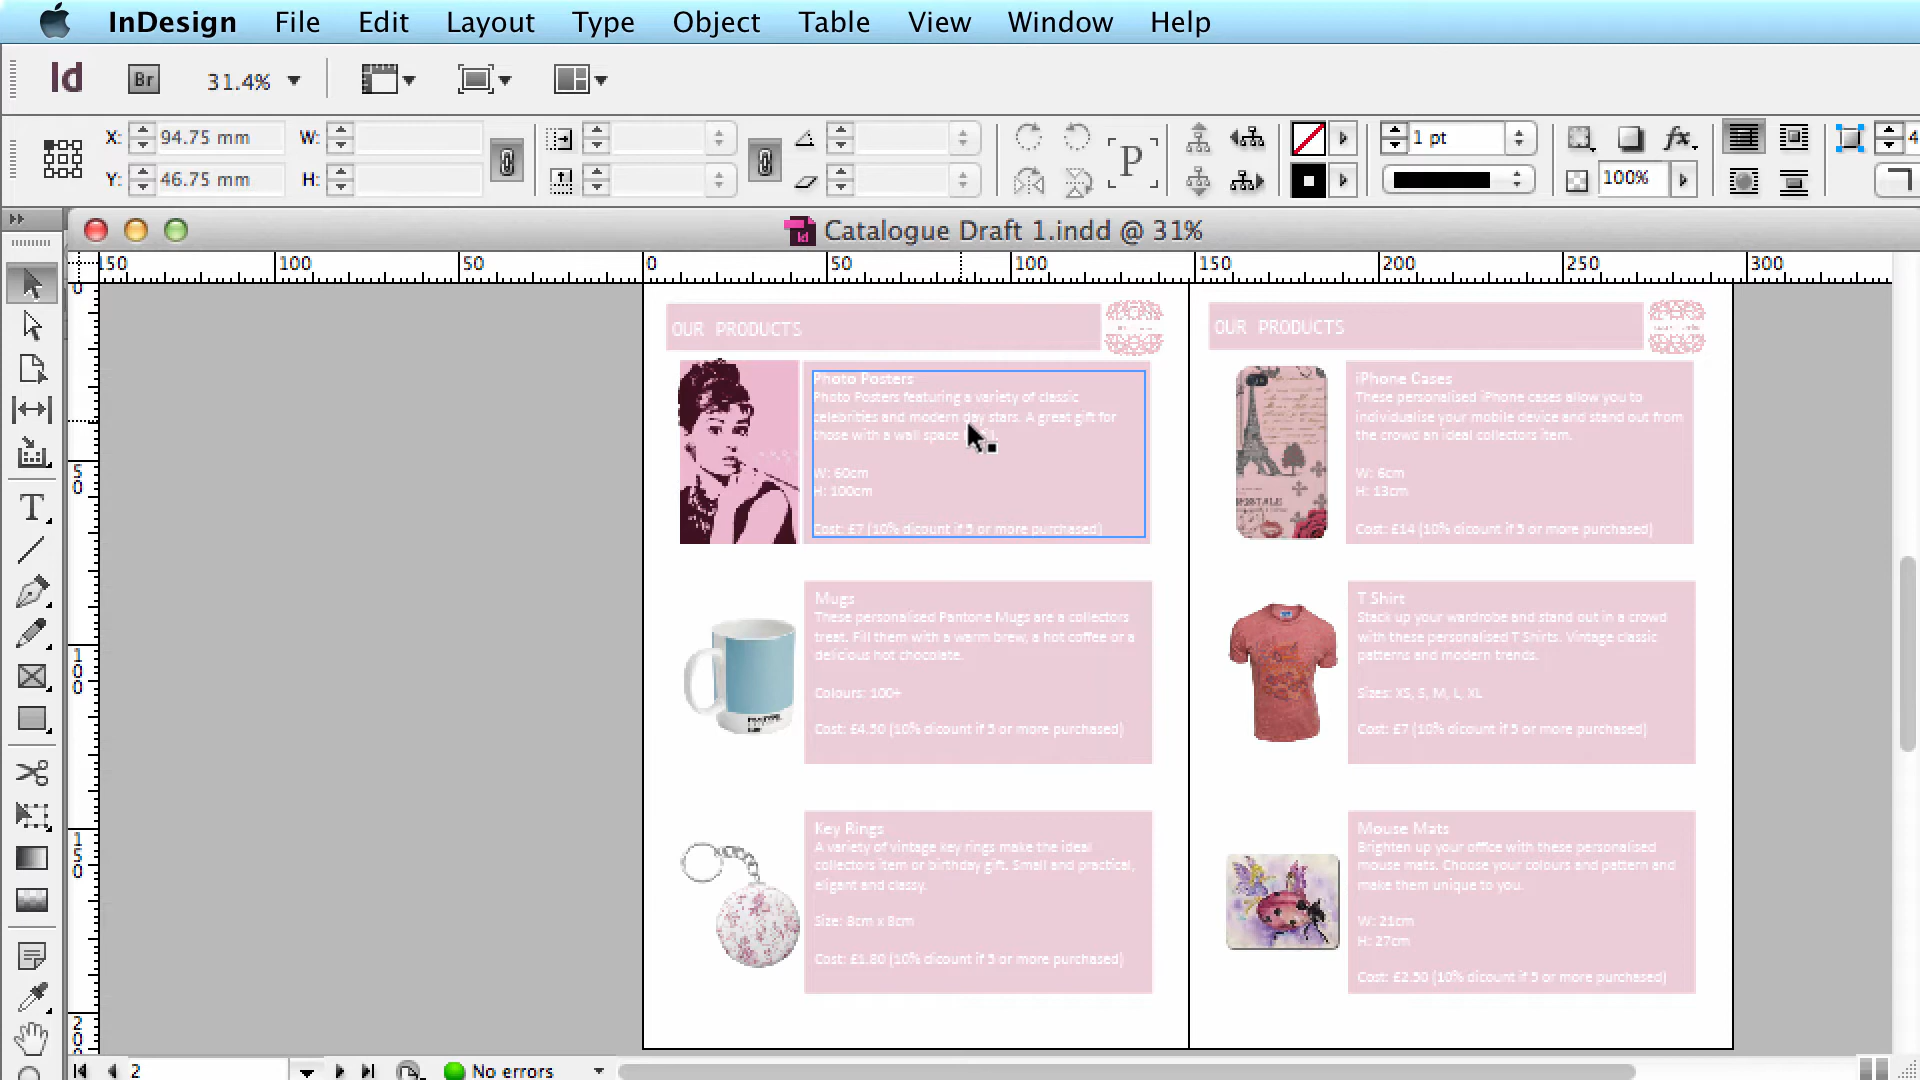 InDesign File Edit Layout Type Object Table View Window Help
Id Br 31.4%
X: 94.75 mm W: 1 pt
Y: 46.75 mm H: 100%
P
fx
Catalogue Draft 1.indd @ 31%
150 100 50 0 50 100 150 200 250 300
0
50
100
150
OUR PRODUCTS
Photo Posters
Photo Posters featuring a variety of classic
celebrities and modern day stars. A great gift for
those with a wall space
W: 60cm
H: 100cm
Cost: £7 (10% dicount if 5 or more purchased)
Mugs
These personalised Pantone Mugs are a collectors
treat. Fill them with a warm brew, a hot coffee or a
delicious hot chocolate.
Colours: 100+
Cost: £4.50 (10% dicount if 5 or more purchased)
Key Rings
A variety of vintage key rings make the ideal
collectors item or birthday gift. Small and practical,
eligant and classy.
Size: 8cm x 8cm
Cost: £1.80 (10% dicount if 5 or more purchased)
OUR PRODUCTS
iPhone Cases
These personalised iPhone cases allow you to
individualise your mobile device and stand out from
the crowd an ideal collectors item.
W: 6cm
H: 13cm
Cost: £14 (10% dicount if 5 or more purchased)
T Shirt
Stack up your wardrobe and stand out in a crowd
with these personalised T Shirts. Vintage classic
patterns and modern trends.
Sizes: XS, S, M, L, XL
Cost: £7 (10% dicount if 5 or more purchased)
Mouse Mats
Brighten up your office with these personalised
mouse mats. Choose your colours and pattern and
make them unique to you.
W: 21cm
H: 27cm
Cost: £2.50 (10% dicount if 5 or more purchased)
2 No errors